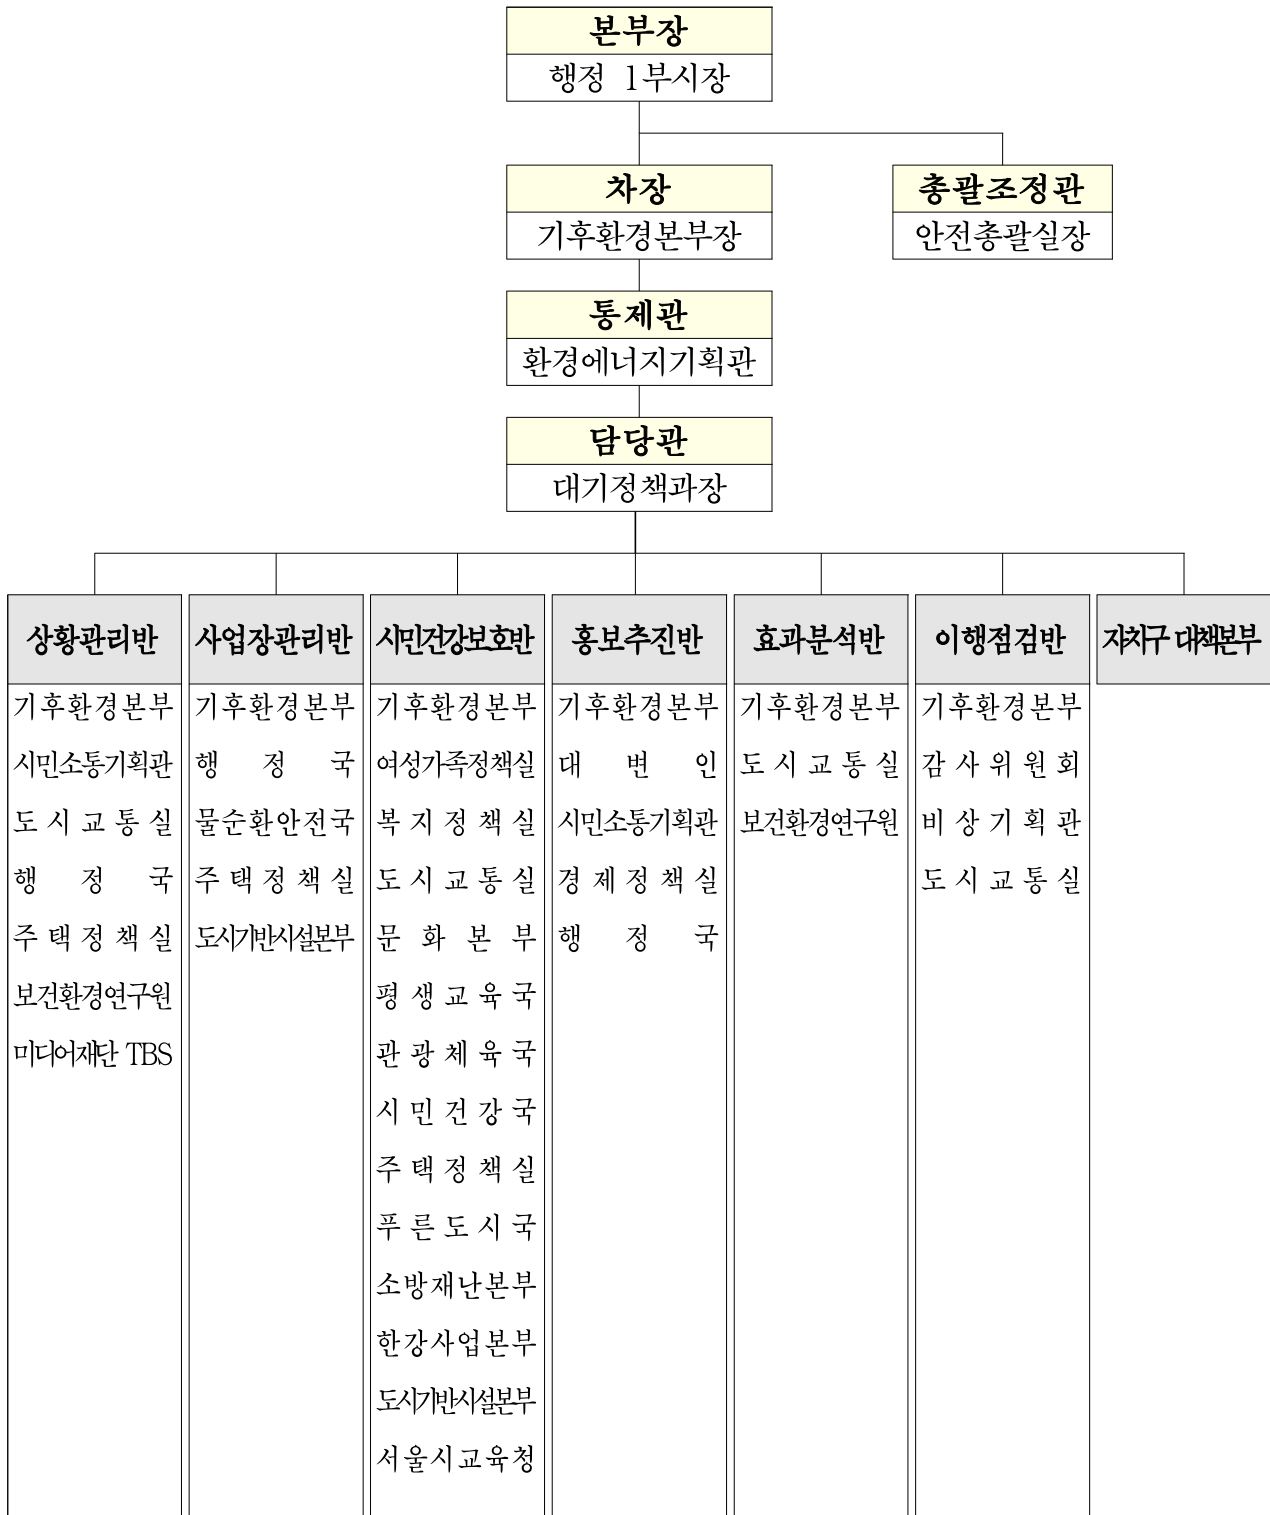 본부장
행정 1부시장
차장
기후환경본부장
총괄조정관
안전총괄실장
통제관
환경에너지기획관
담당관
대기정책과장
상황관리반
기후환경본부
시민소통기획관
도시교통실
행정국
주택정책실
보건환경연구원
미디어재단 TBS
사업장관리반
기후환경본부
행정국
물순환안전국
주택정책실
도시기반시설본부
시민건강보호반
기후환경본부
여성가족정책실
복지정책실
도시교통실
문화본부
평생교육국
관광체육국
시민건강국
주택정책실
푸른도시국
소방재난본부
한강사업본부
도시기반시설본부
서울시교육청
홍보추진반
기후환경본부
대변인
시민소통기획관
경제정책실
행정국
효과분석반
기후환경본부
도시교통실
보건환경연구원
이행점검반
기후환경본부
감사위원회
비상기획관
도시교통실
자치구 대책본부